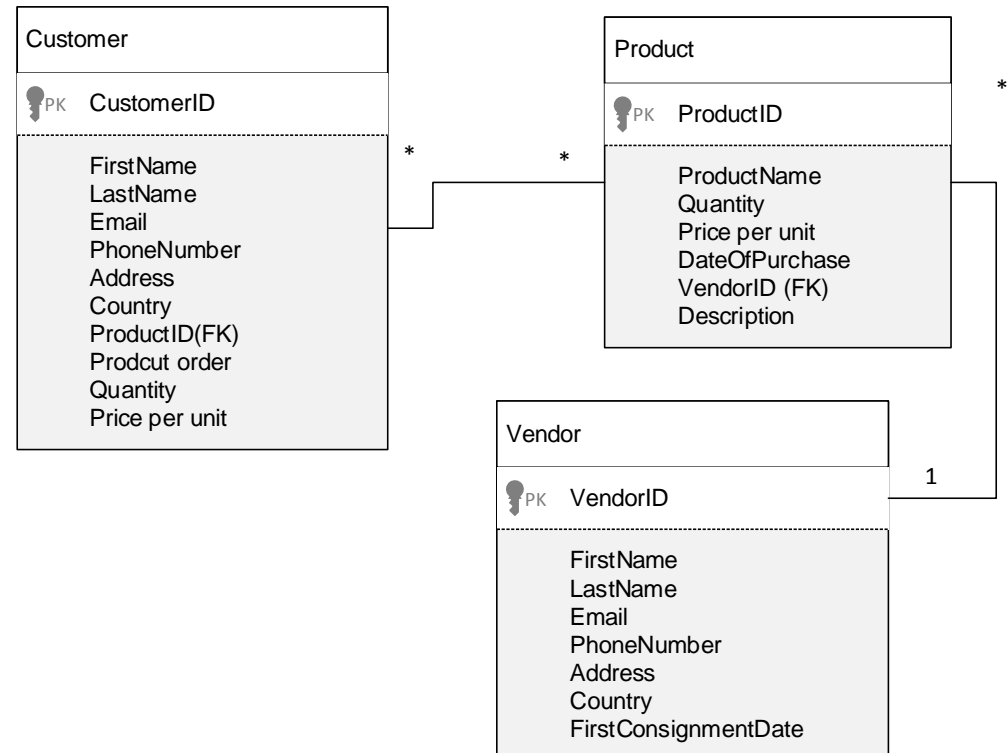 Customer
PK CustomerID
FirstName
LastName
Email
PhoneNumber
Address
Country
ProductID(FK)
Prodcut order
Quantity
Price per unit
*
*
Product
PK ProductID
ProductName
Quantity
Price per unit
DateOfPurchase
VendorID (FK)
Description
*
1
Vendor
PK VendorID
FirstName
LastName
Email
PhoneNumber
Address
Country
FirstConsignmentDate